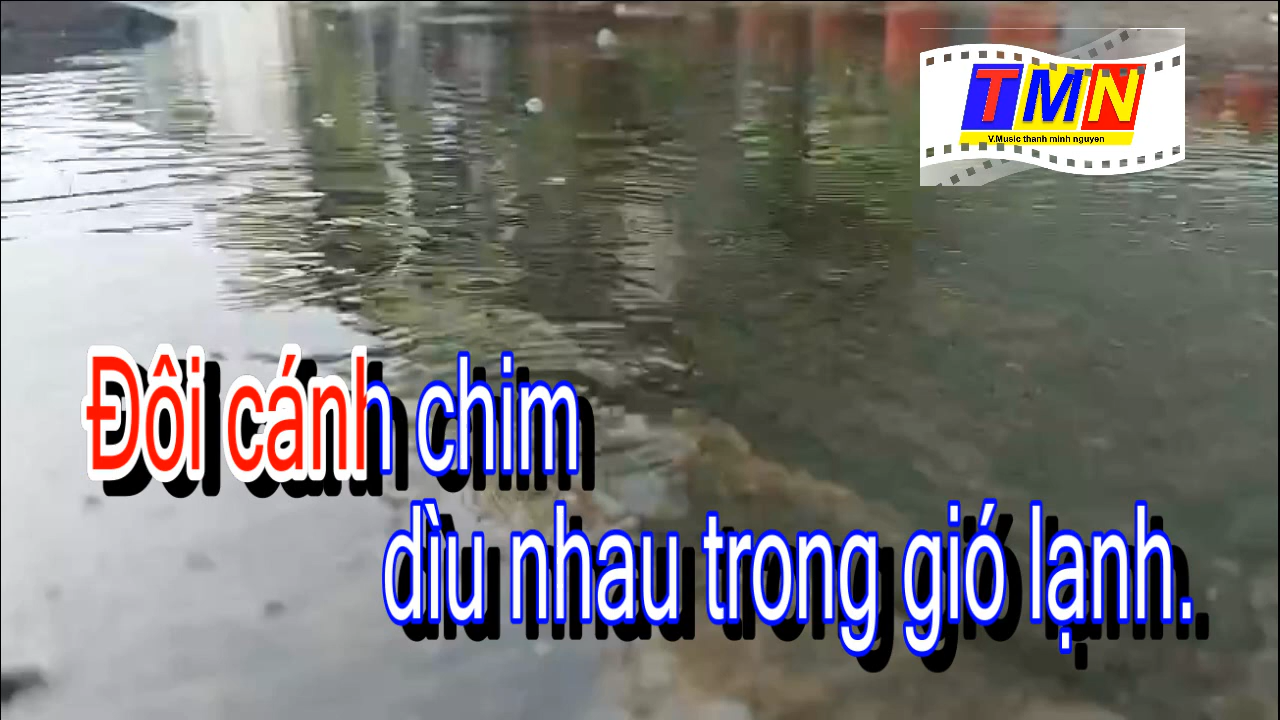 TMN
V.Music thanh minh nguyen
Đôi cánh chim
dìu nhau trong gió lạnh.